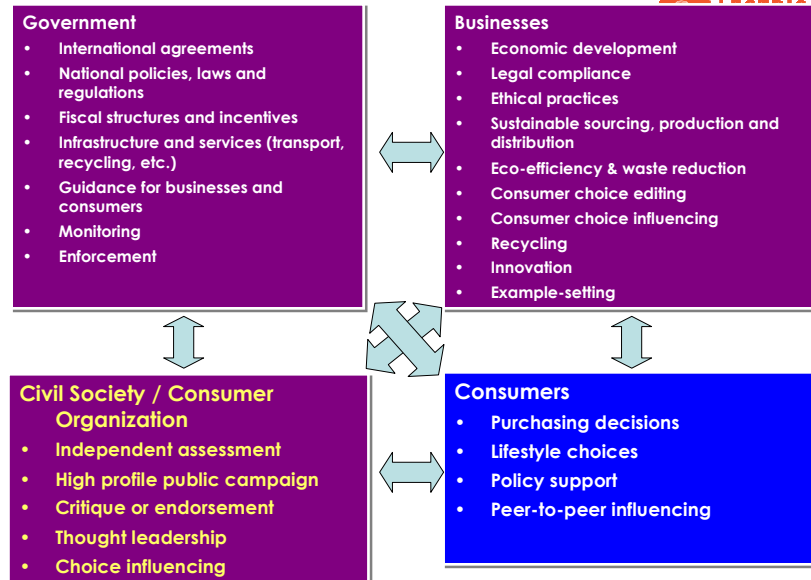 Government
• International agreements
• National policies, laws and
regulations
• Fiscal structures and incentives
• Infrastructure and services (transport,
recycling, etc.)
• Guidance for businesses and
consumers
• Monitoring
• Enforcement
Businesses
• Economic development
• Legal compliance
• Ethical practices
• Sustainable sourcing, production and
distribution
• Eco-efficiency & waste reduction
• Consumer choice editing
• Consumer choice influencing
• Recycling
• Innovation
• Example-setting
Civil Society / Consumer
Organization
• Independent assessment
• High profile public campaign
• Critique or endorsement
• Thought leadership
• Choice influencing
Consumers
• Purchasing decisions
• Lifestyle choices
• Policy support
• Peer-to-peer influencing